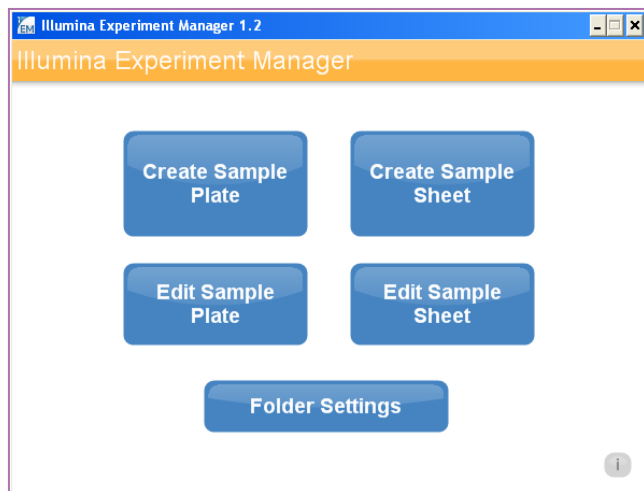 EM Illumina Experiment Manager 1.2
Illumina Experiment Manager
Create Sample
Plate
Create Sample
Sheet
Edit Sample
Plate
Edit Sample
Sheet
Folder Settings
i